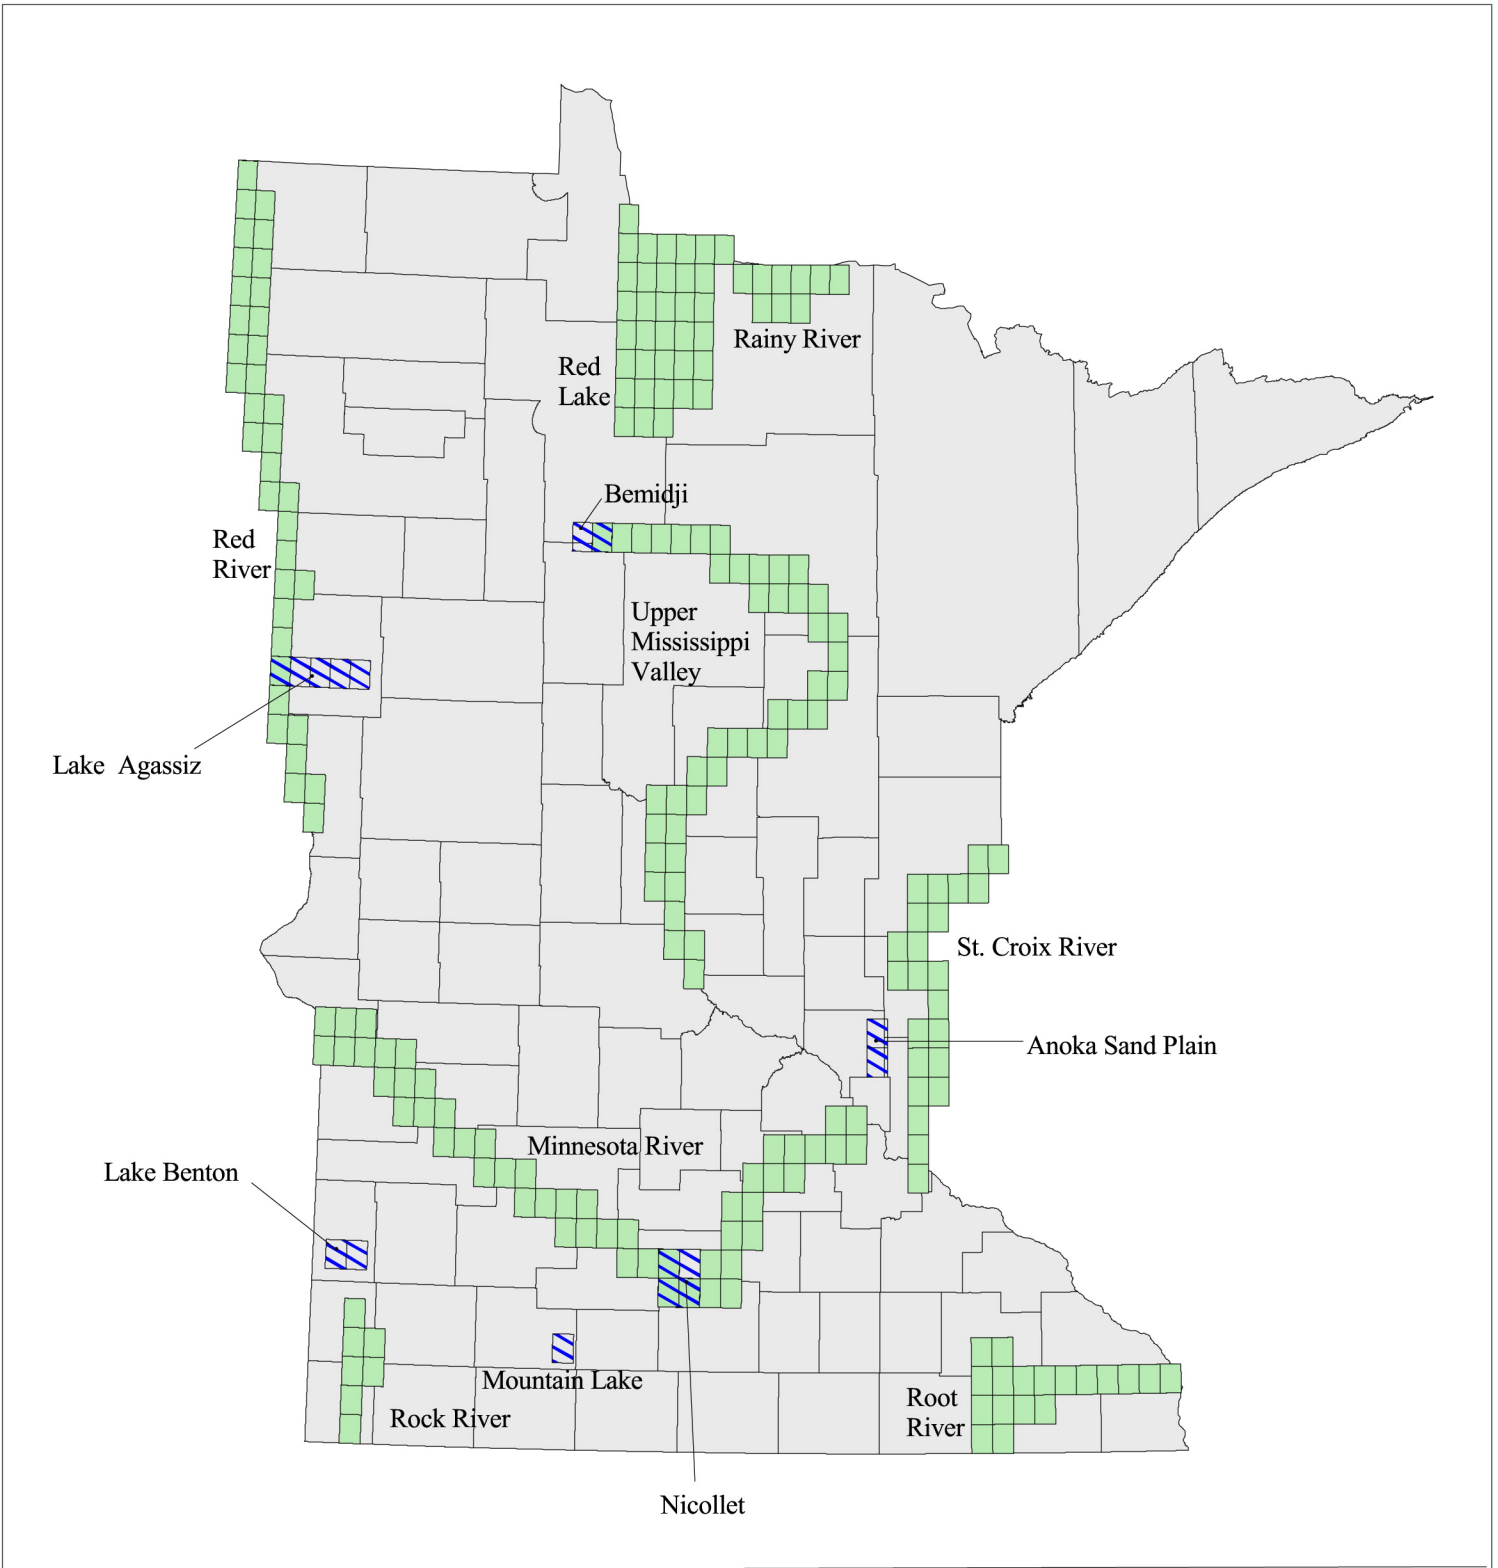 Rainy River
Red
Lake
Bemidji
Red
River
Upper
Mississippi
Valley
Lake Agassiz
St. Croix River
Anoka Sand Plain
Minnesota River
Lake Benton
Mountain Lake
Rock River
Root
River
Nicollet